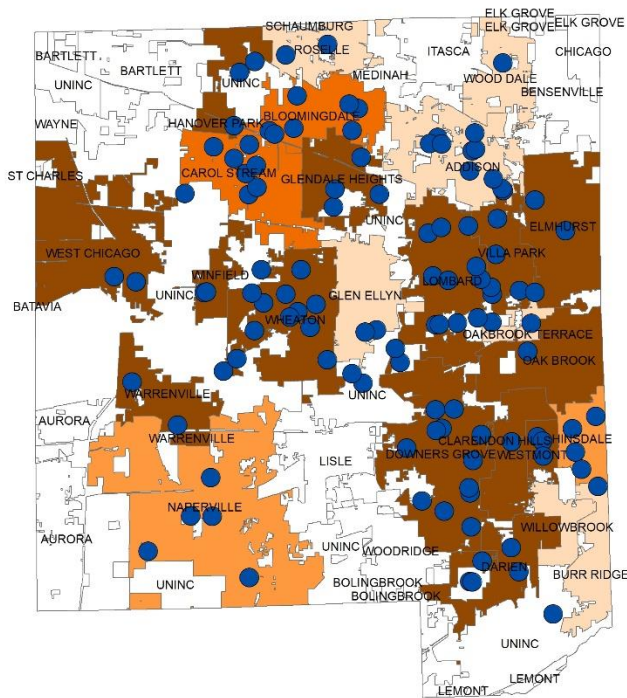 ELK GROVE
SCHAUMBURG
ELK GROVE
ELK GROVE
BARTLETT
ROSELLE
ITASCA
CHICAGO
BARTLETT
MEDINAH
UNINC
WOOD DALE
UNINC
BENSENVILLE
WAYNE
HANOVER PARK
BLOOMINGDALE
ADDISON
ST CHARLES
CAROL STREAM
GLENDALE HEIGHTS
UNINC
ELMHURST
WEST CHICAGO
VILLA PARK
WINFIELD
LOMBARD
UNINC
GLEN ELLYN
BATAVIA
WHEATON
OAKBROOK TERRACE
OAK BROOK
WARRENVILLE
UNINC
AURORA
WARRENVILLE
CLARENDON HILLS
HINSDALE
LISLE
DOWNERS GROVE
WESTMONT
NAPERVILLE
WILLOWBROOK
AURORA
UNINC
WOODRIDGE
DARIEN
BURR RIDGE
UNINC
BOLINGBROOK
BOLINGBROOK
UNINC
LEMONT
LEMONT